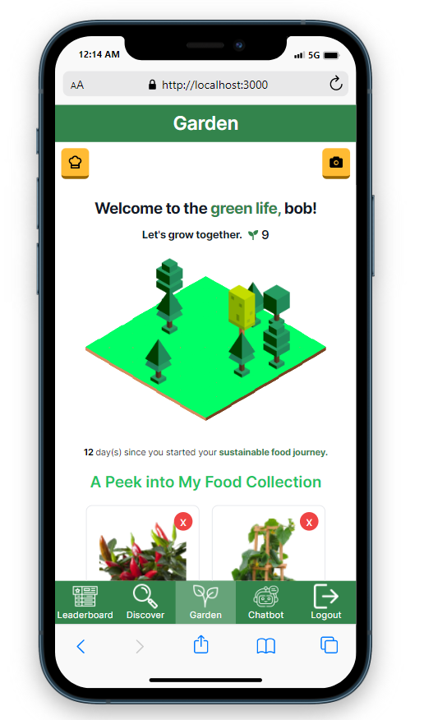 12:14 AM 5G
AA http://localhost:3000
Garden
Welcome to the green life, bob!
Let's grow together. 9
12 day(s) since you started your sustainable food journey.
A Peek into My Food Collection
x x
Leaderboard Discover Garden Chatbot Logout